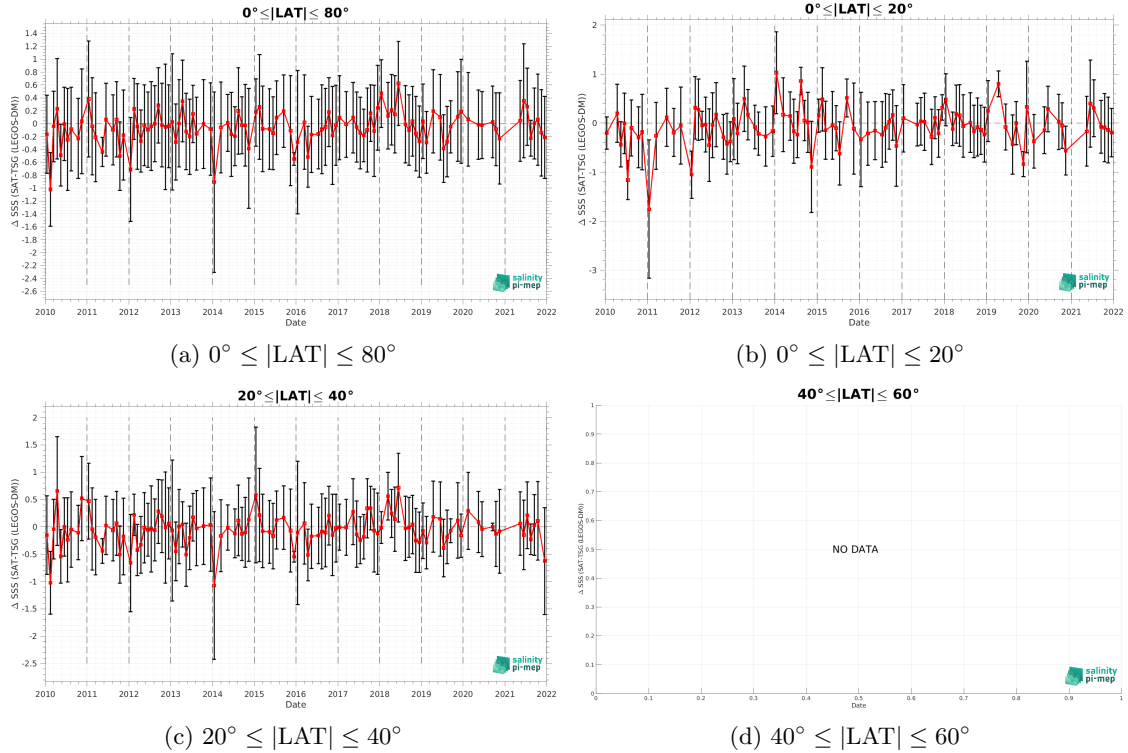 0°≤|LAT|≤ 80°
Δ SSS (SAT-TSG (LEGOS-DM))
1.4
1.2
1
0.8
0.6
0.4
0.2
0
-0.2
-0.4
-0.6
-0.8
-1
-1.2
-1.4
-1.6
-1.8
-2
-2.2
-2.4
-2.6
2010 2011 2012 2013 2014 2015 2016 2017 2018 2019 2020 2021 2022
Date
salinity
pi-mep
(a) 0° ≤ |LAT| ≤ 80°
0°≤|LAT|≤ 20°
Δ SSS (SAT-TSG (LEGOS-DM))
2
1
0
-1
-2
-3
2010 2011 2012 2013 2014 2015 2016 2017 2018 2019 2020 2021 2022
Date
salinity
pi-mep
(b) 0° ≤ |LAT| ≤ 20°
20°≤|LAT|≤ 40°
Δ SSS (SAT-TSG (LEGOS-DM))
2
1.5
1
0.5
0
-0.5
-1
-1.5
-2
-2.5
2010 2011 2012 2013 2014 2015 2016 2017 2018 2019 2020 2021 2022
Date
salinity
pi-mep
(c) 20° ≤ |LAT| ≤ 40°
40°≤|LAT|≤ 60°
Δ SSS (SAT-TSG (LEGOS-DM))
1
0.9
0.8
0.7
0.6
0.5
0.4
0.3
0.2
0.1
0
NO DATA
0 0.1 0.2 0.3 0.4 0.5 0.6 0.7 0.8 0.9 1
Date
salinity
pi-mep
(d) 40° ≤ |LAT| ≤ 60°